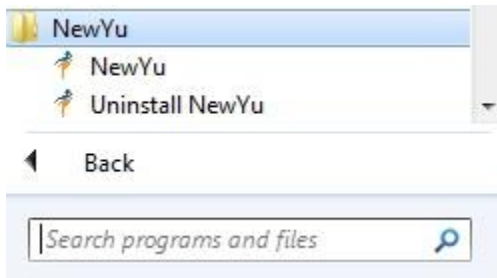 NewYu
NewYu
Uninstall NewYu
Back
Search programs and files